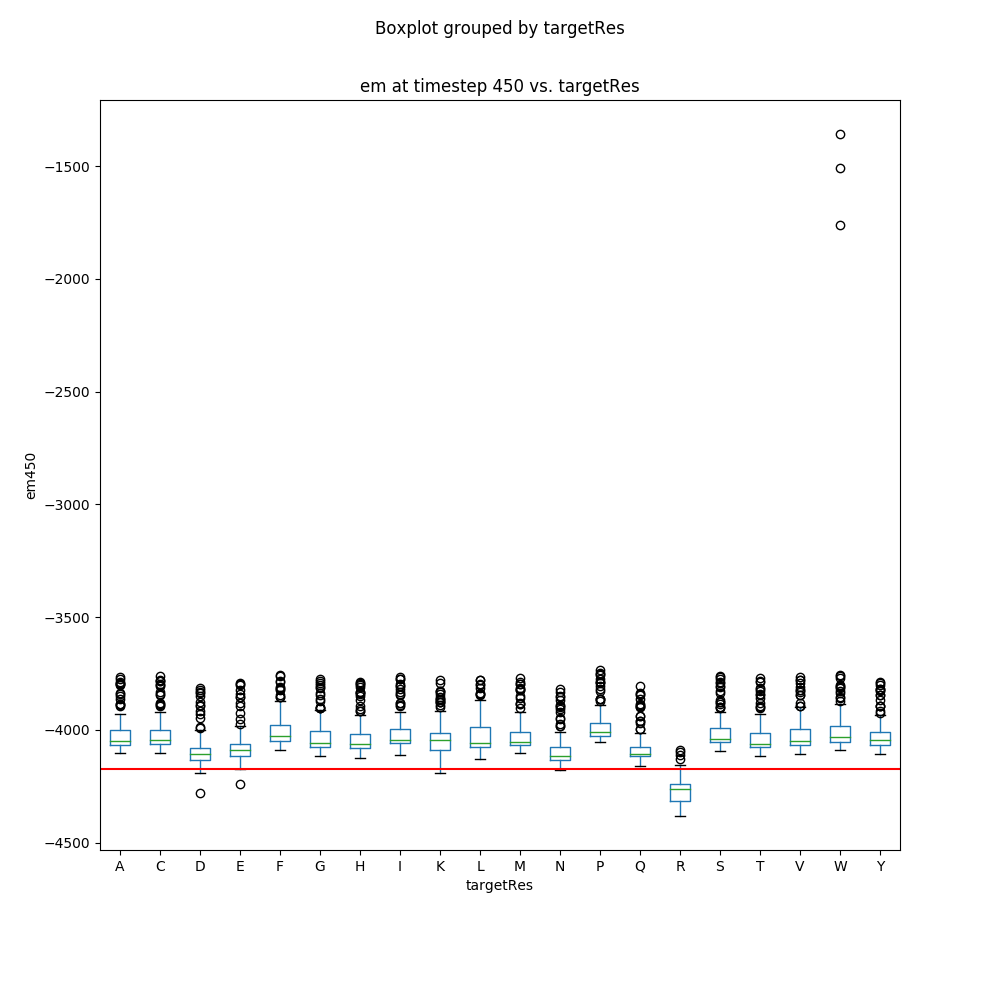 Boxplot grouped by targetRes
em at timestep 450 vs. targetRes
−1500
−2000
−2500
−3000
−3500
−4000
−4500
em450
A C D E F G H I K L M N P Q R S T V W Y
targetRes